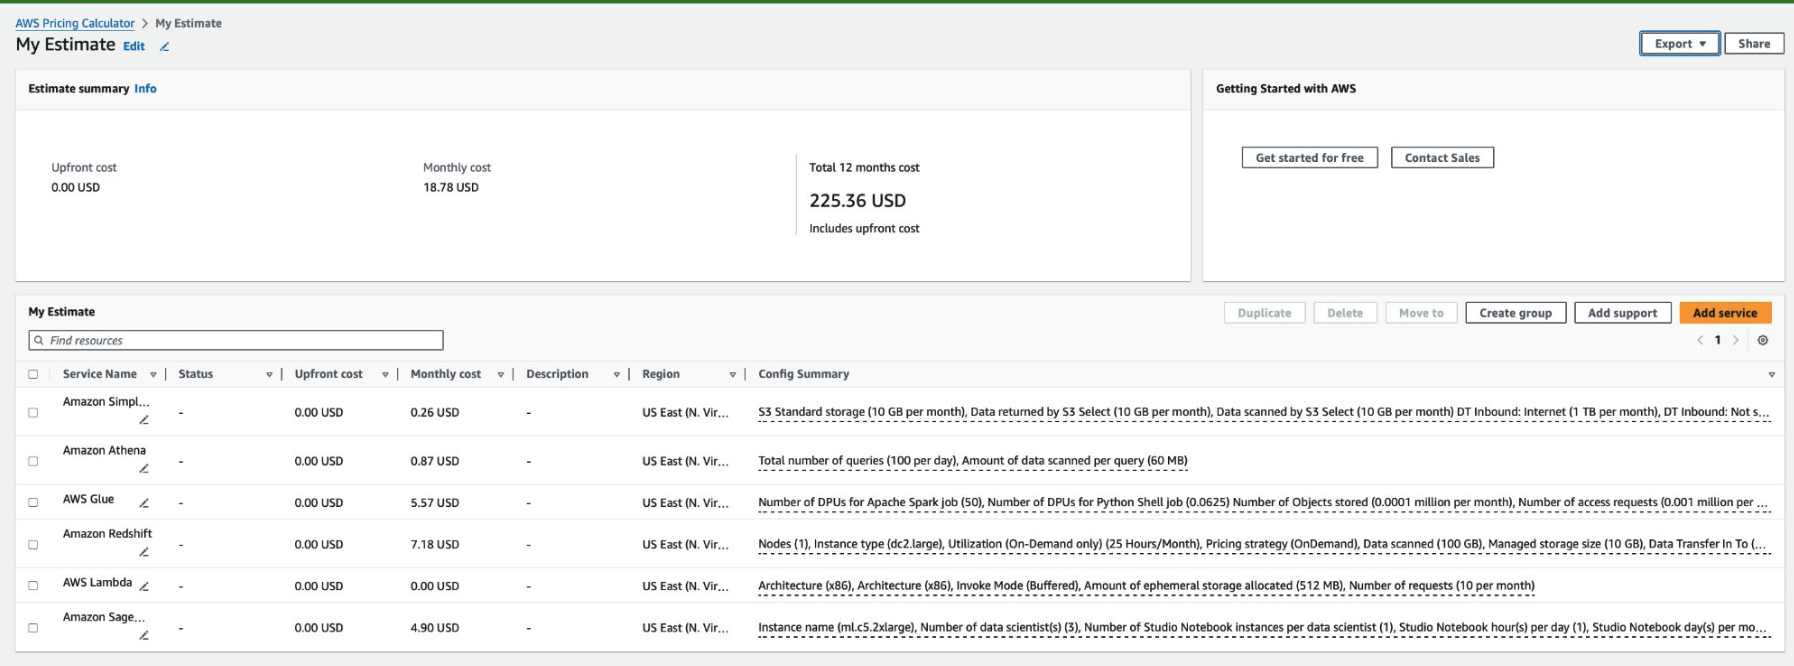 AWS Pricing Calculator > My Estimate
My Estimate Edit
Export ▼ Share
Estimate summary Info
Getting Started with AWS
Upfront cost
0.00 USD
Monthly cost
18.78 USD
Total 12 months cost
225.36 USD
Includes upfront cost
Get started for free Contact Sales
My Estimate
Duplicate Delete Move to Create group Add support Add service
Find resources
< 1 >
Service Name Status Upfront cost Monthly cost Description Region Config Summary
Amazon Simpl... - 0.00 USD 0.26 USD - US East (N. Vir... S3 Standard storage (10 GB per month), Data returned by S3 Select (10 GB per month), Data scanned by S3 Select (10 GB per month) DT Inbound: Internet (1 TB per month), DT Inbound: Not s...
Amazon Athena - 0.00 USD 0.87 USD - US East (N. Vir... Total number of queries (100 per day), Amount of data scanned per query (60 MB)
AWS Glue - 0.00 USD 5.57 USD - US East (N. Vir... Number of DPUs for Apache Spark job (50), Number of DPUs for Python Shell job (0.0625) Number of Objects stored (0.0001 million per month), Number of access requests (0.001 million per ...
Amazon Redshift - 0.00 USD 7.18 USD - US East (N. Vir... Nodes (1), Instance type (dc2.large), Utilization (On-Demand only) (25 Hours/Month), Pricing strategy (OnDemand), Data scanned (100 GB), Managed storage size (10 GB), Data Transfer In To (...
AWS Lambda - 0.00 USD 0.00 USD - US East (N. Vir... Architecture (x86), Architecture (x86), Invoke Mode (Buffered), Amount of ephemeral storage allocated (512 MB), Number of requests (10 per month)
Amazon Sage... - 0.00 USD 4.90 USD - US East (N. Vir... Instance name (ml.c5.2xlarge), Number of data scientist(s) (3), Number of Studio Notebook instances per data scientist (1), Studio Notebook hour(s) per day (1), Studio Notebook day(s) per mo...